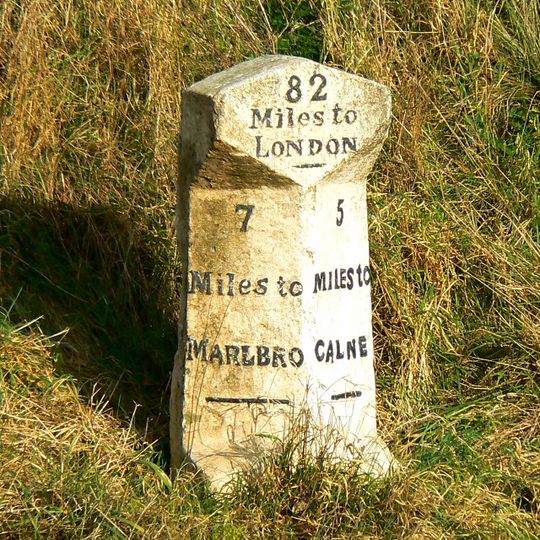 82
Miles to
LONDON
7
Miles to
MARLBRO
5
MILES TO
CALNE